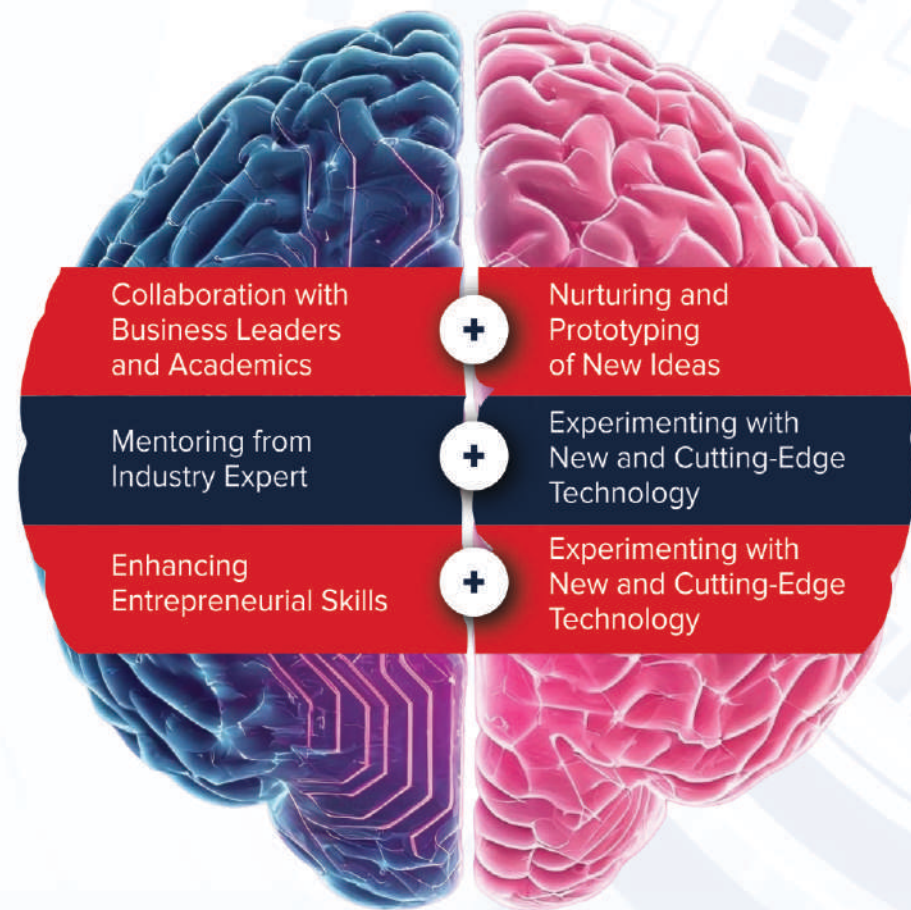 Collaboration with
Business Leaders
and Academics
+
Nurturing and
Prototyping
of New Ideas
Mentoring from
Industry Expert
+
Experimenting with
New and Cutting-Edge
Technology
Enhancing
Entrepreneurial Skills
+
Experimenting with
New and Cutting-Edge
Technology